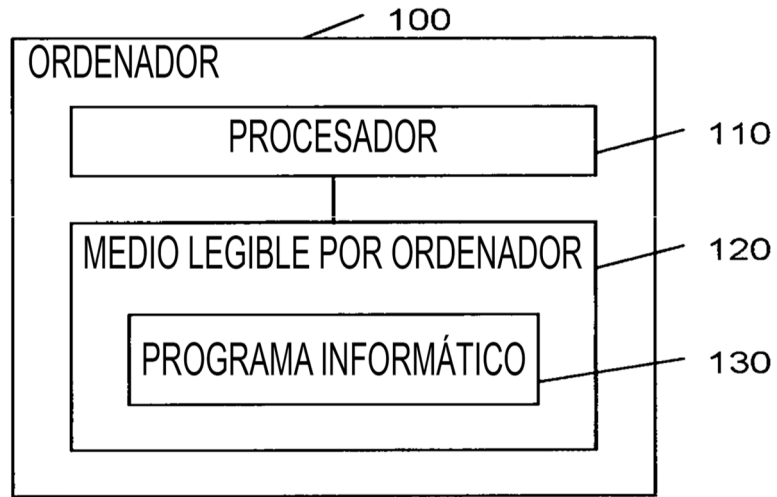 100
ORDENADOR
PROCESADOR
110
MEDIO LEGIBLE POR ORDENADOR
120
PROGRAMA INFORMÁTICO
130